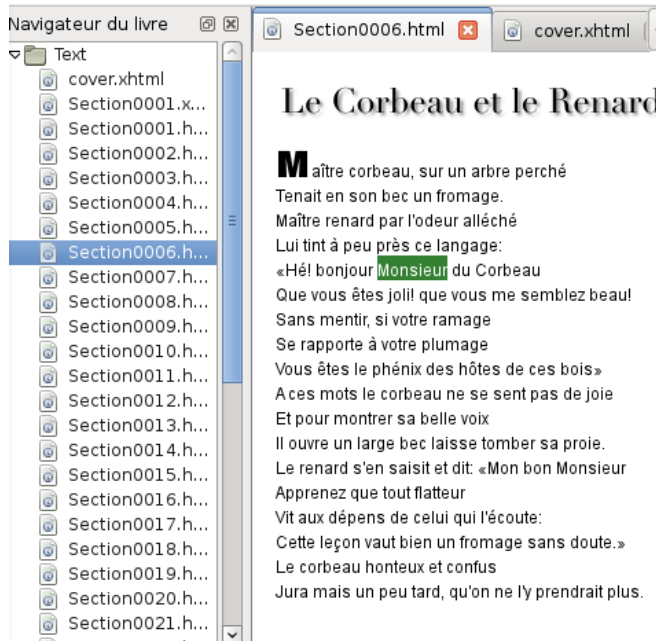 Navigateur du livre
Text
cover.xhtml
Section0001.x...
Section0001.h...
Section0002.h...
Section0003.h...
Section0004.h...
Section0005.h...
Section0006.h...
Section0007.h...
Section0008.h...
Section0009.h...
Section0010.h...
Section0011.h...
Section0012.h...
Section0013.h...
Section0014.h...
Section0015.h...
Section0016.h...
Section0017.h...
Section0018.h...
Section0019.h...
Section0020.h...
Section0021.h...
Section0006.html
cover.xhtml
Le Corbeau et le Renard
Maître corbeau, sur un arbre perché
Tenait en son bec un fromage.
Maître renard par l'odeur alléché
Lui tint à peu près ce langage:
«Hé! bonjour Monsieur du Corbeau
Que vous êtes joli! que vous me semblez beau!
Sans mentir, si votre ramage
Se rapporte à votre plumage
Vous êtes le phénix des hôtes de ces bois»
A ces mots le corbeau ne se sent pas de joie
Et pour montrer sa belle voix
Il ouvre un large bec laisse tomber sa proie.
Le renard s'en saisit et dit: «Mon bon Monsieur
Apprenez que tout flatteur
Vit aux dépens de celui qui l'écoute:
Cette leçon vaut bien un fromage sans doute.»
Le corbeau honteux et confus
Jura mais un peu tard, qu'on ne l'y prendrait plus.